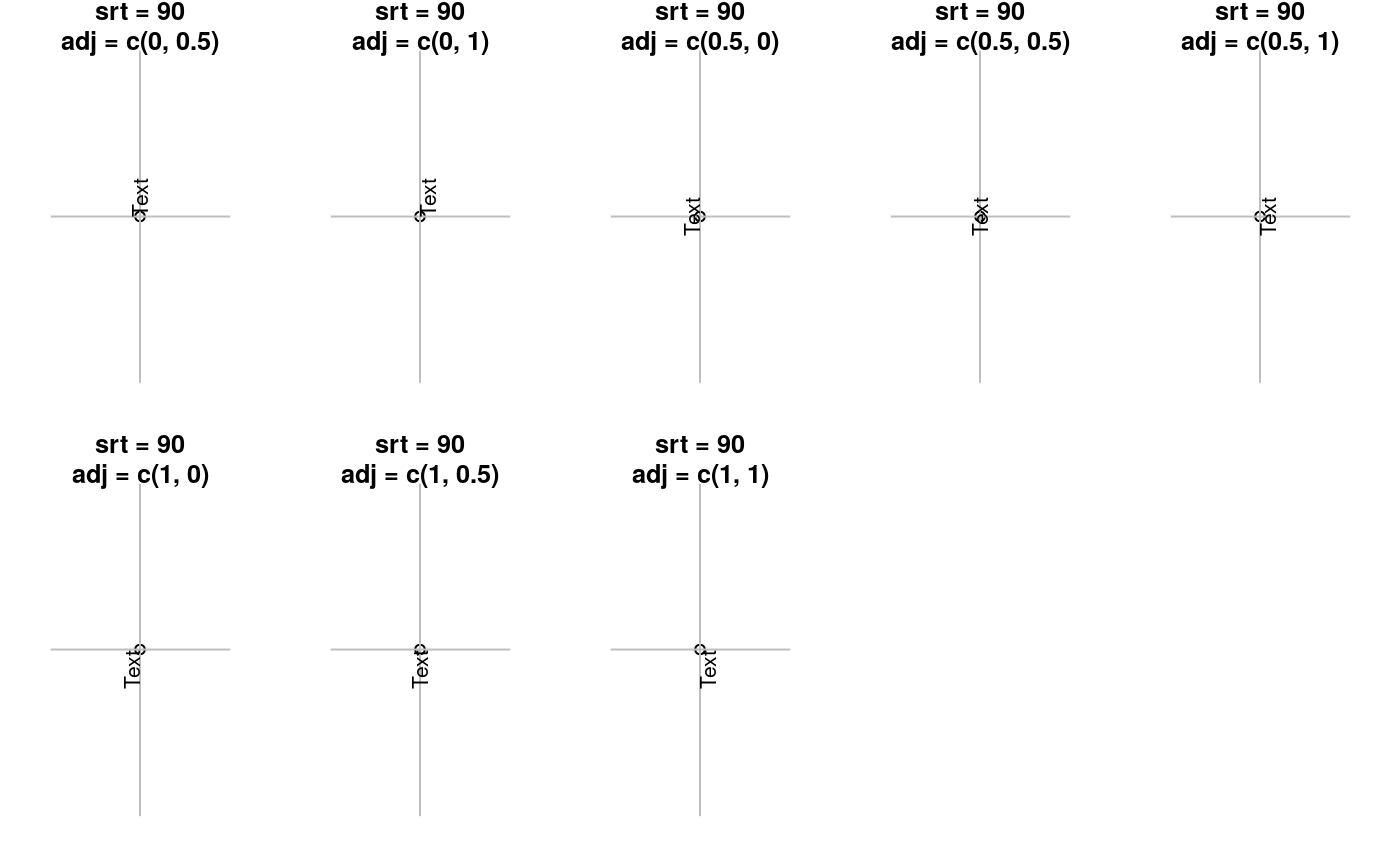 srt = 90
adj = c(0, 0.5)
Text
srt = 90
adj = c(0, 1)
Text
srt = 90
adj = c(0.5, 0)
Text
srt = 90
adj = c(0.5, 0.5)
Text
srt = 90
adj = c(0.5, 1)
Text
srt = 90
adj = c(1, 0)
Text
srt = 90
adj = c(1, 0.5)
Text
srt = 90
adj = c(1, 1)
Text